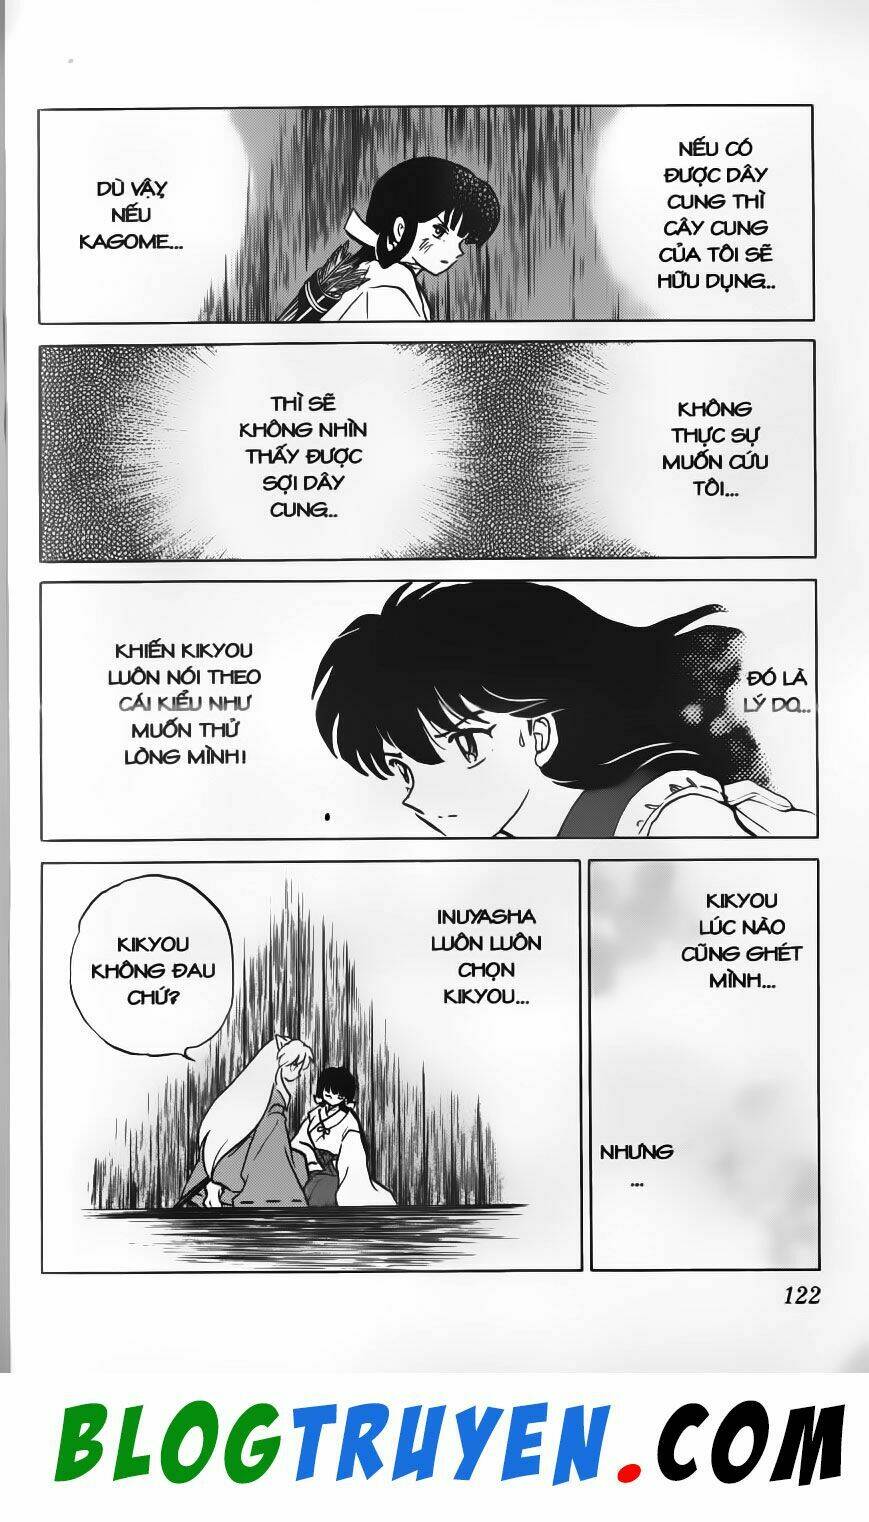 NẾU CÓ
ĐƯỢC DÂY
CUNG THÌ
CÂY CUNG
CỦA TÔI SẼ
HỮU DỤNG...
DÙ VẬY,
NẾU
KAGOME...
KHÔNG
THỰC SỰ
MUỐN CỨU
TÔI...
THÌ SẼ
KHÔNG NHÌN
THẤY ĐƯỢC
SỢI DÂY
CUNG...
ĐÓ LÀ
LÝ DO...
KHIẾN KIKYOU
LUÔN NÓI THEO
CÁI KIỂU NHƯ
MUỐN THỬ
LÒNG MÌNH!
KIKYOU
LÚC NÀO
CŨNG GHÉT
MÌNH...
NHƯNG
...
INUYASHA
LUÔN LUÔN
CHỌN
KIKYOU...
KIKYOU
KHÔNG ĐAU
CHỨ?
122
BLOGTRUYEN.COM